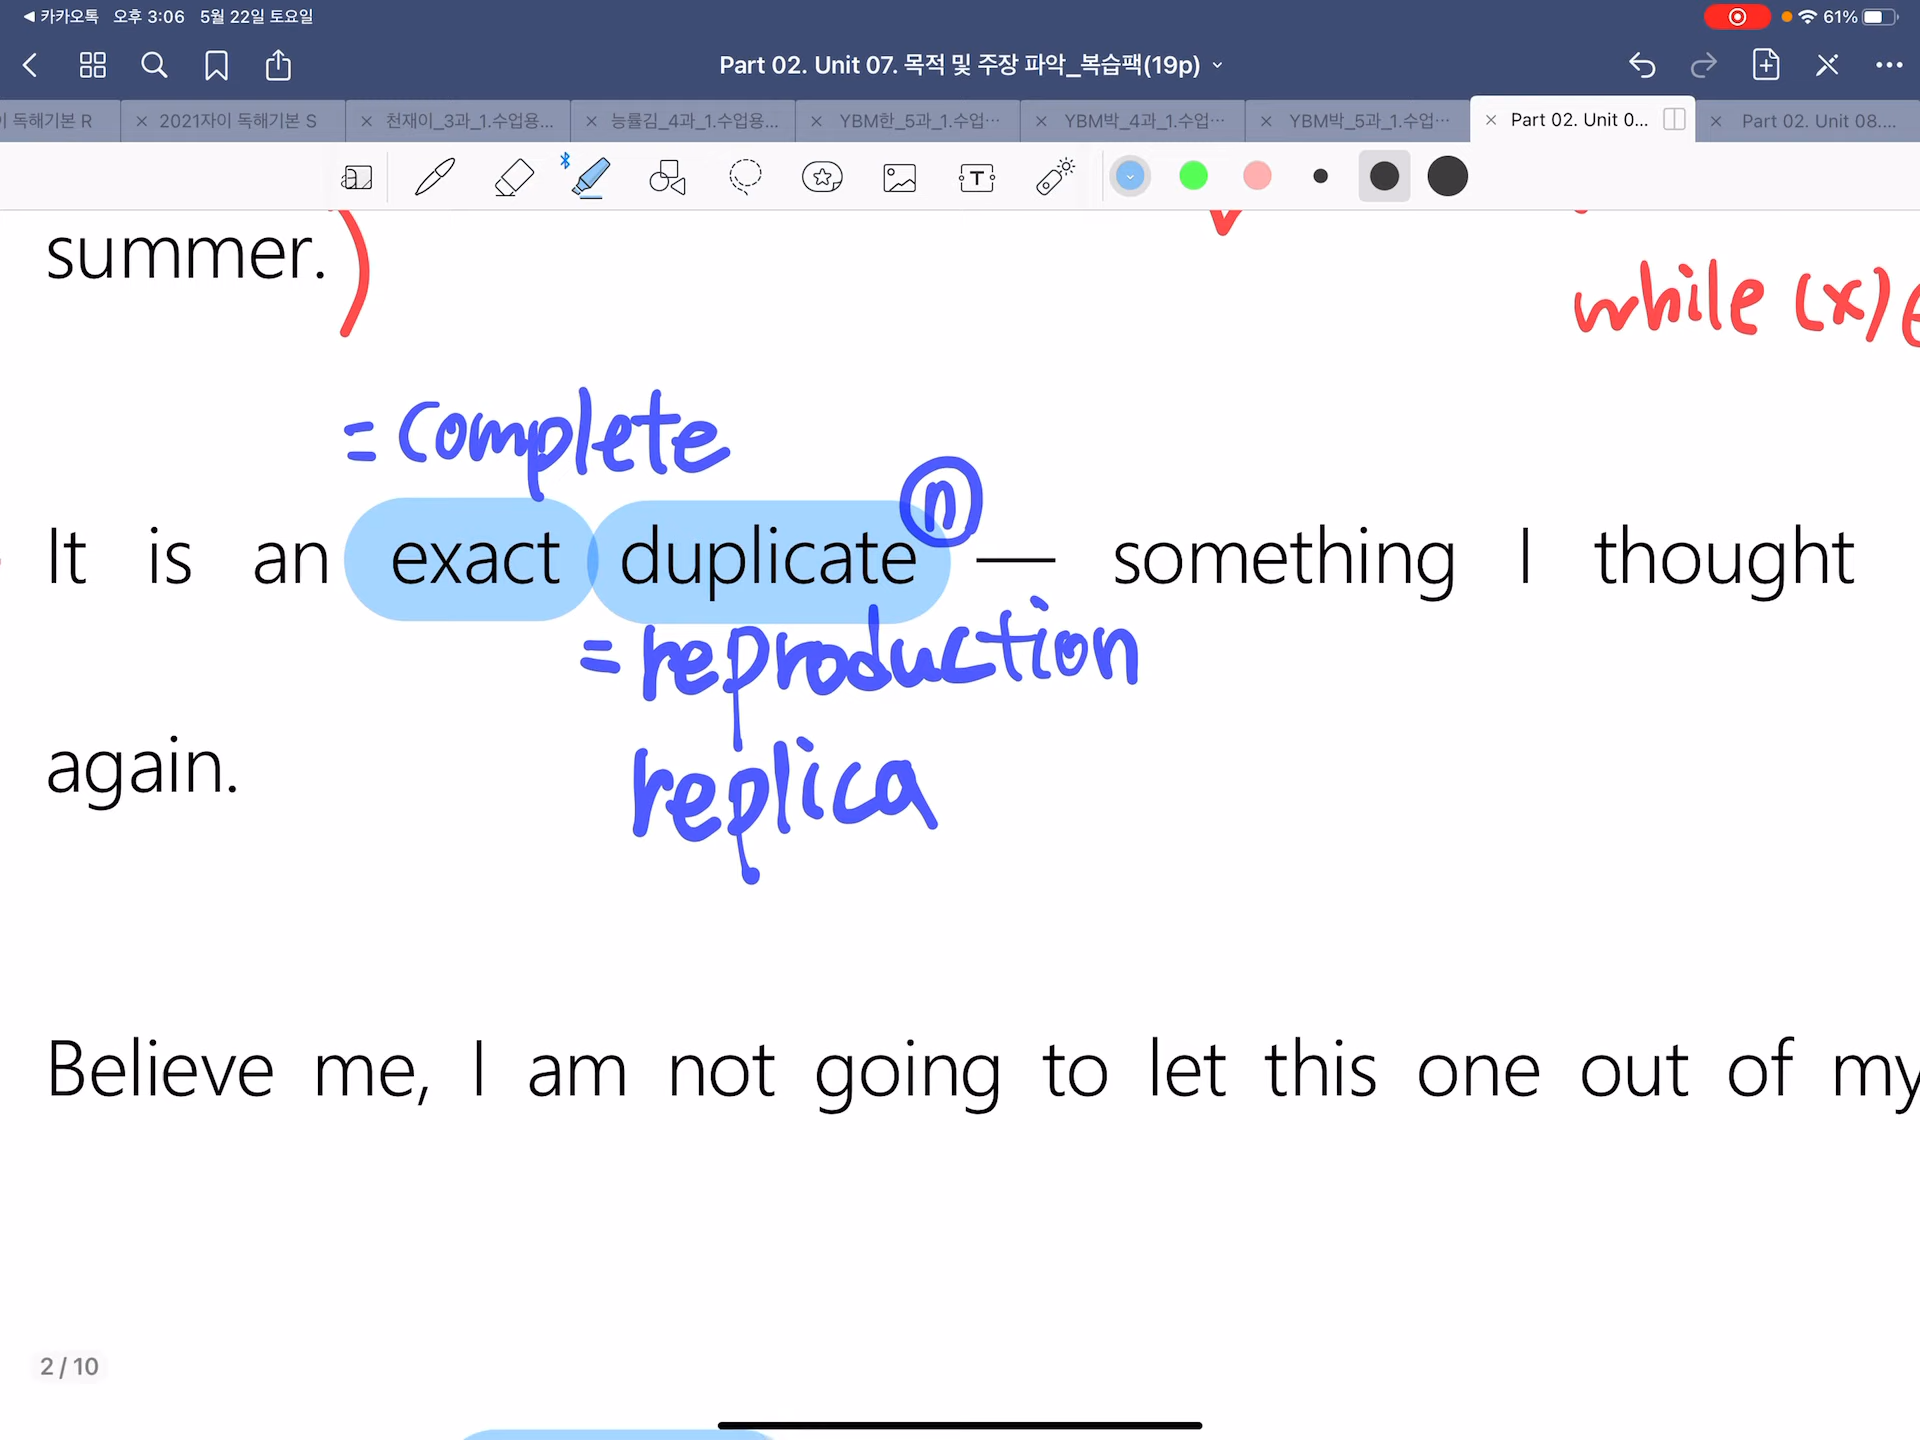 ◀ 카카오톡 오후 3:06 5월 22일 토요일 61%
Part 02. Unit 07. 목적 및 주장 파악_복습팩(19p)
독해기본 R × 2021자이 독해기본 S × 천재이_3과_1.수업용... × 능률김_4과_1.수업용... × YBM한_5과_1.수업... × YBM박_4과_1.수업... × YBM박_5과_1.수업... × Part 02. Unit 0... × Part 02. Unit 08....
summer.)
while (x)
= complete
It is an exact duplicate ⓝ — something I thought
= reproduction
again.
replica
Believe me, I am not going to let this one out of my
2 / 10